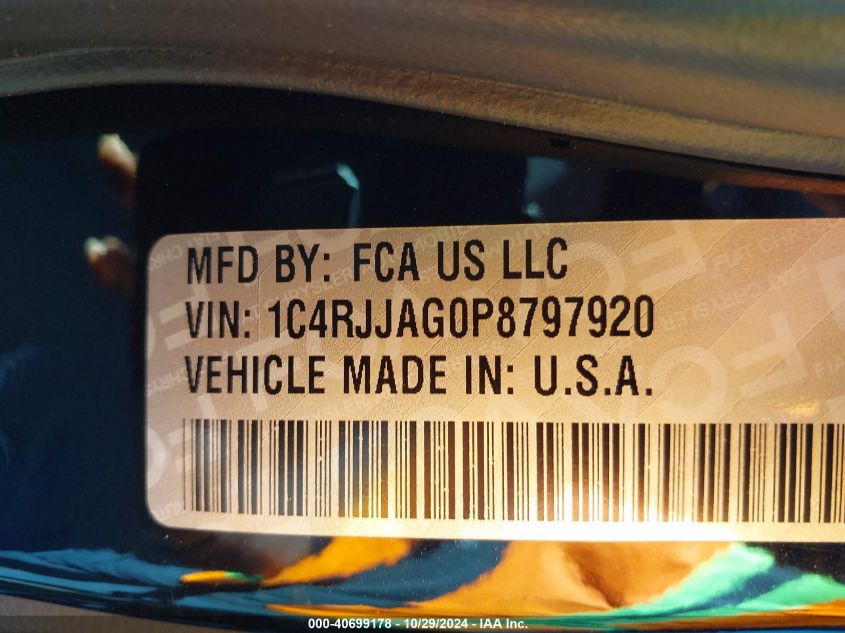 MFD BY: FCA US LLC
VIN: 1C4RJJAG0P8797920
VEHICLE MADE IN: U.S.A.
000-40699178 - 10/29/2024 - IAA Inc.